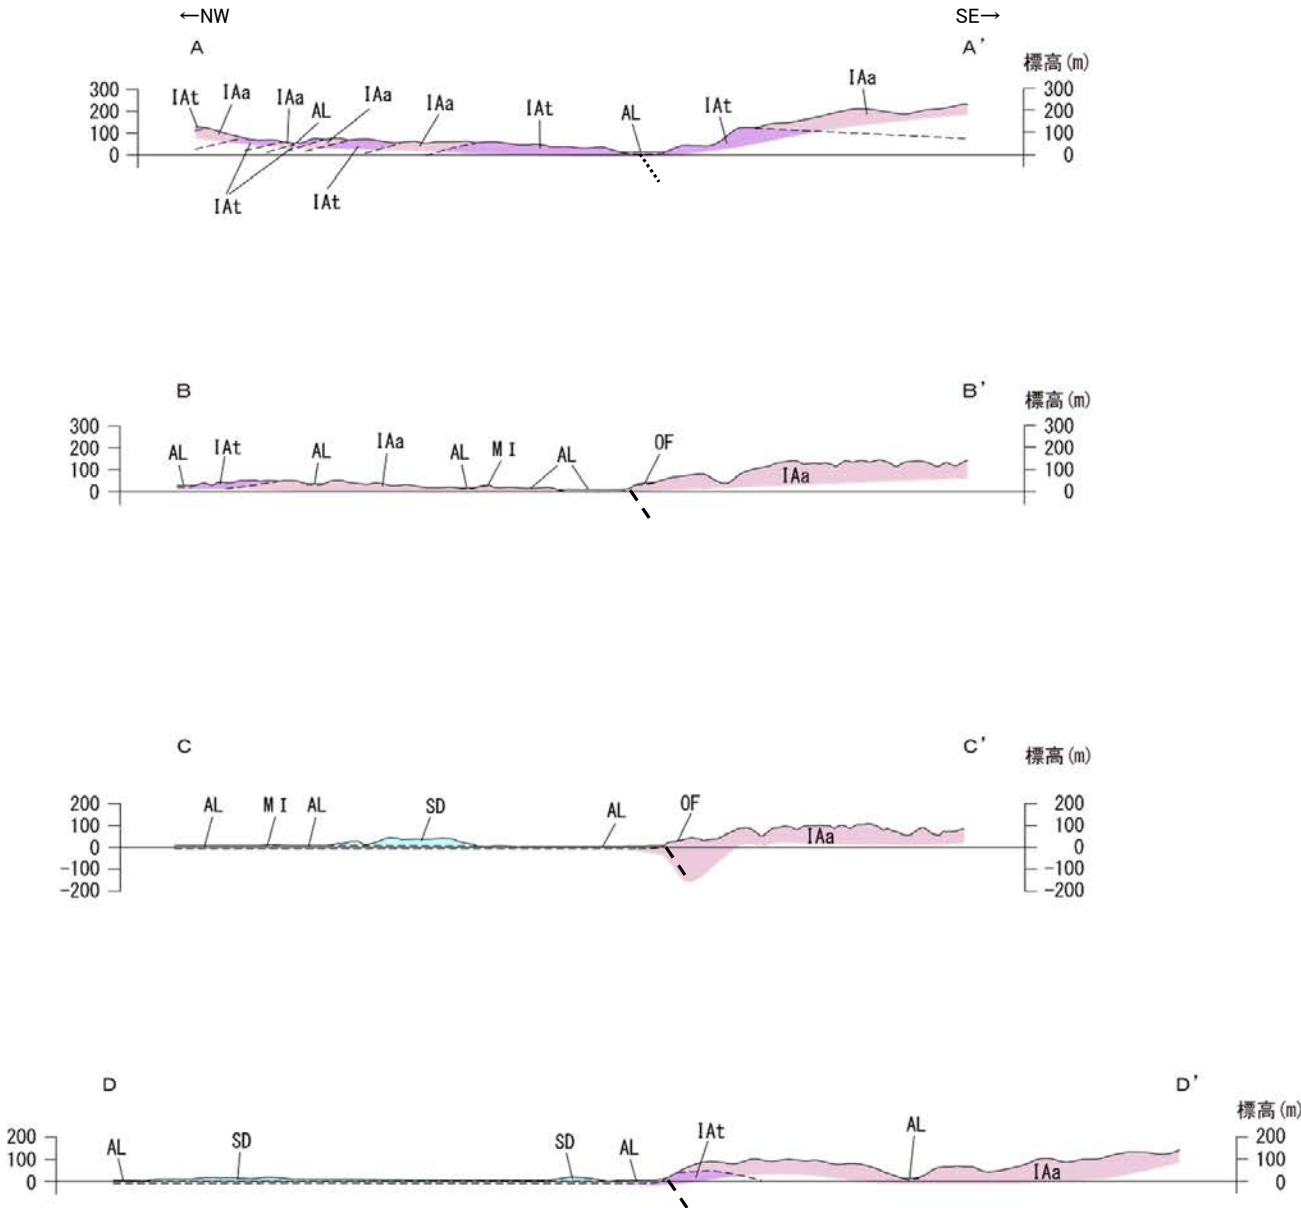 ←NW SE→
A A'
標高(m)
IAt IAa IAa AL IAa IAa IAt AL IAt IAa
300 300
200 200
100 100
0 0
IAt IAt
B B'
標高(m)
300 300
AL IAt AL IAa AL MI AL OF
200 200
100 IAa 100
0 0
C C'
標高(m)
AL MI AL SD AL OF
200 200
100 IAa 100
0 0
-100 -100
-200 -200
D D'
標高(m)
AL SD SD AL IAt AL
200 200
100 IAa 100
0 0